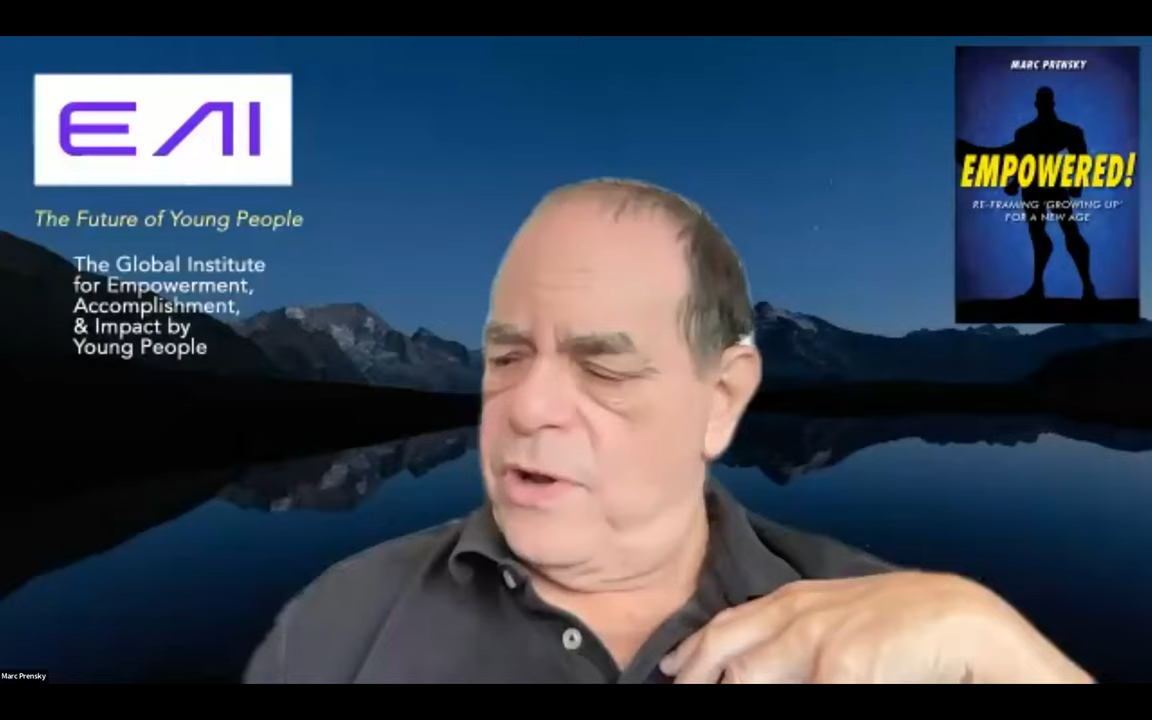 EAI
The Future of Young People
The Global Institute
for Empowerment,
Accomplishment,
& Impact by
Young People
MARC PRENSKY
EMPOWERED!
RE-FRAMING 'GROWING UP'
FOR A NEW AGE
Marc Prensky